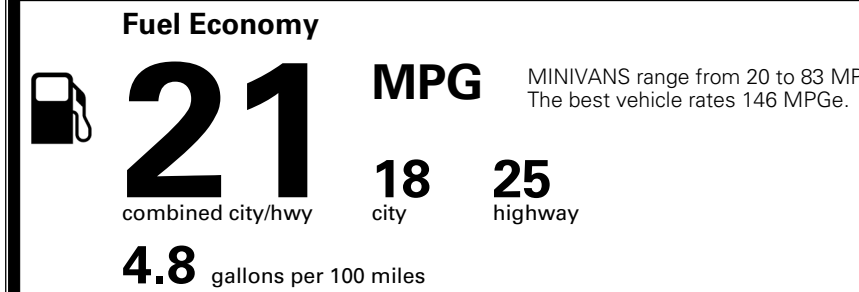 Fuel Economy
21 MPG
MINIVANS range from 20 to 83
The best vehicle rates 146 MPGe.
18 25
combined city/hwy city highway
4.8 gallons per 100 miles